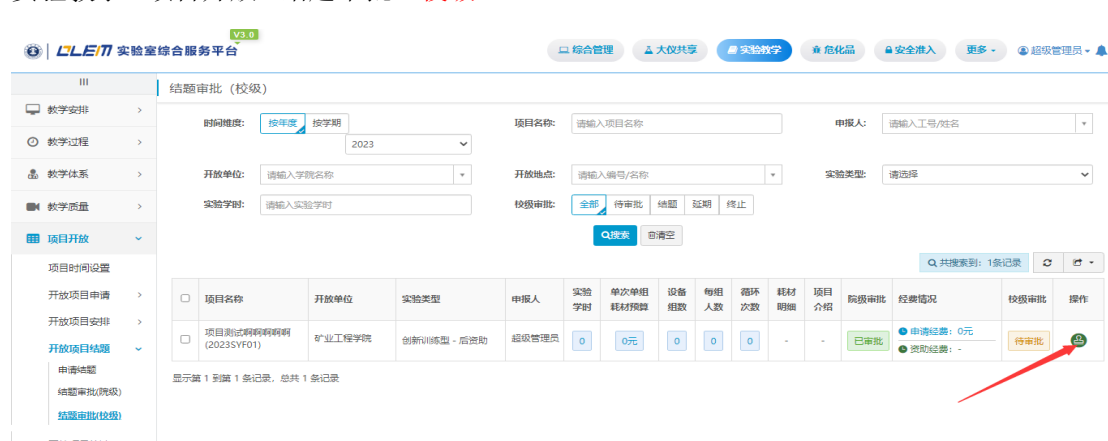 V3.0
LLEM 实验室综合服务平台
综合管理
大仪共享
实验教学
危化品
安全准入
更多
超级管理员
教学安排
教学过程
教学体系
教学质量
项目开放
项目时间设置
开放项目申请
开放项目安排
开放项目结题
申请结题
结题审批(院级)
结题审批(校级)
结题审批（校级）
时间维度: 按年度 按学期 2023
项目名称: 请输入项目名称
申报人: 请输入工号/姓名
开放单位: 请输入学院名称
开放地点: 请输入编号/名称
实验类型: 请选择
实验学时: 请输入实验学时
校级审批: 全部 待审批 结题 延期 终止
搜索 清空
共搜索到: 1条记录
项目名称 开放单位 实验类型 申报人 实验学时 单次单组耗材预算 设备组数 每组人数 循环次数 耗材明细 项目介绍 院级审批 经费情况 校级审批 操作
项目测试啊啊啊啊啊 (2023SYF01) 矿业工程学院 创新训练型 - 后资助 超级管理员 0 0元 0 0 0 - - 已审批 申请经费: 0元 待审批
资助经费: -
显示第 1 到第 1 条记录，总共 1 条记录